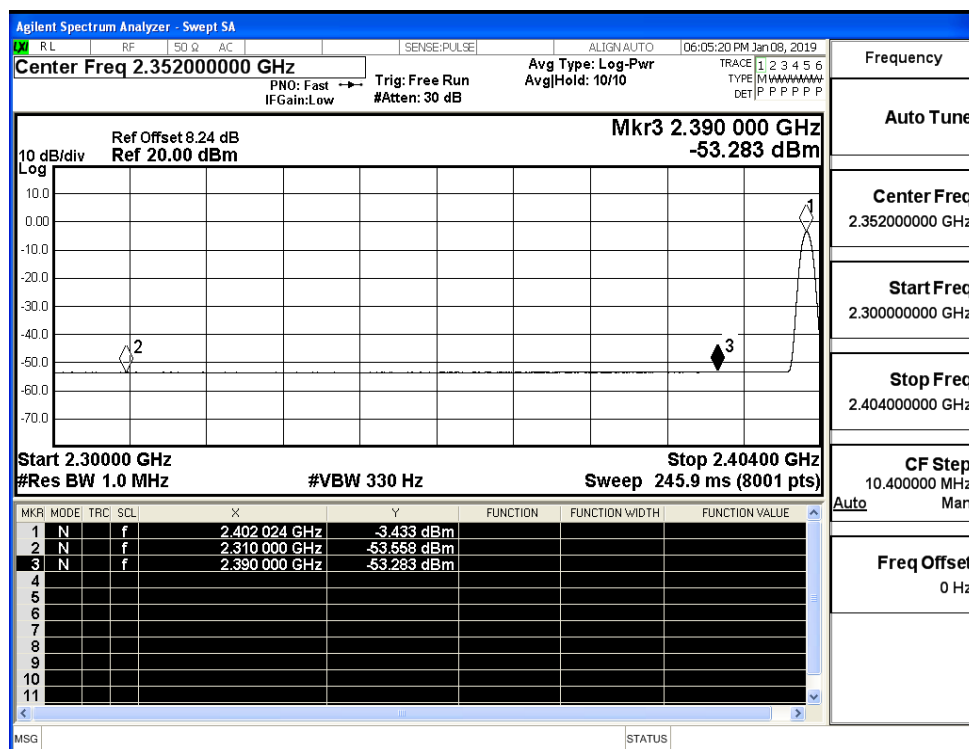 Agilent Spectrum Analyzer - Swept SA
LXI RL RF 50 Ω AC SENSE:PULSE ALIGN AUTO 06:05:20 PM Jan 08, 2019
Center Freq 2.352000000 GHz
PNO: Fast
IFGain:Low
Trig: Free Run
#Atten: 30 dB
Avg Type: Log-Pwr
Avg|Hold: 10/10
TRACE 1 2 3 4 5 6
TYPE M W W W W W
DET P P P P P P
Ref Offset 8.24 dB
10 dB/div Ref 20.00 dBm
Log
Mkr3 2.390 000 GHz
-53.283 dBm
10.0
0.00
-10.0
-20.0
-30.0
-40.0
-50.0
-60.0
-70.0
1
2
3
Start 2.30000 GHz Stop 2.40400 GHz
#Res BW 1.0 MHz #VBW 330 Hz Sweep 245.9 ms (8001 pts)
MKR MODE TRC SCL X Y FUNCTION FUNCTION WIDTH FUNCTION VALUE
1 N f 2.402 024 GHz -3.433 dBm
2 N f 2.310 000 GHz -53.558 dBm
3 N f 2.390 000 GHz -53.283 dBm
4
5
6
7
8
9
10
11
MSG STATUS
Frequency
Auto Tune
Center Freq
2.352000000 GHz
Start Freq
2.300000000 GHz
Stop Freq
2.404000000 GHz
CF Step
10.400000 MHz
Auto Man
Freq Offset
0 Hz